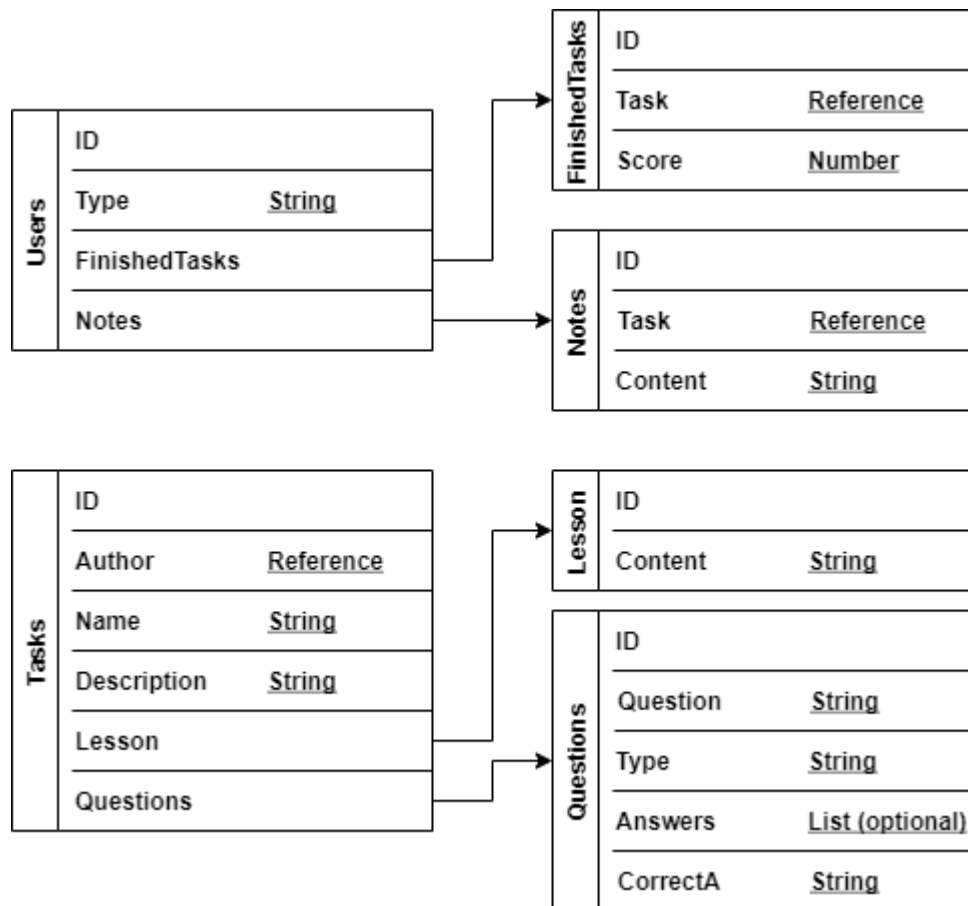 Users
ID
Type String
FinishedTasks
Notes
FinishedTasks
ID
Task Reference
Score Number
Notes
ID
Task Reference
Content String
Tasks
ID
Author Reference
Name String
Description String
Lesson
Questions
Lesson
ID
Content String
Questions
ID
Question String
Type String
Answers List (optional)
CorrectA String